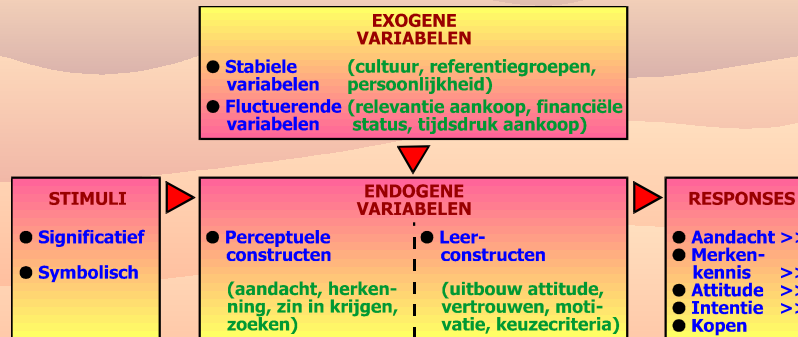 EXOGENE
VARIABELEN
● Stabiele (cultuur, referentiegroepen,
variabelen persoonlijkheid)
● Fluctuerende (relevantie aankoop, financiële
variabelen status, tijdsdruk aankoop)
STIMULI
● Significatief
● Symbolisch
ENDOGENE
VARIABELEN
● Perceptuele
constructen
(aandacht, herken-
ning, zin in krijgen,
zoeken)
● Leer-
constructen
(uitbouw attitude,
vertrouwen, moti-
vatie, keuzecriteria)
RESPONSES
● Aandacht >>
● Merken-
kennis >>
● Attitude >>
● Intentie >>
● Kopen